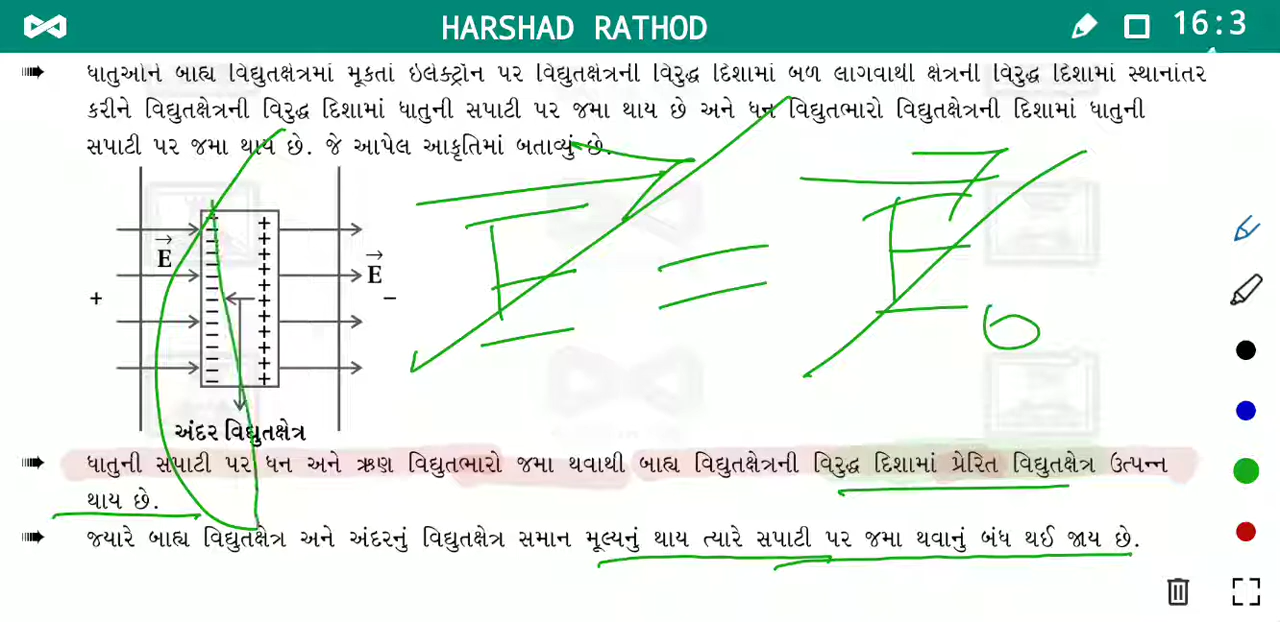 HARSHAD RATHOD
16:3
ધાતુઓને બાહ્ય વિદ્યુતક્ષેત્રમાં મૂકતાં ઇલેક્ટ્રૉન પર વિદ્યુતક્ષેત્રની વિરુદ્ધ દિશામાં બળ લાગવાથી ક્ષેત્રની વિરુદ્ધ દિશામાં સ્થાનાંતર
કરીને વિદ્યુતક્ષેત્રની વિરુદ્ધ દિશામાં ધાતુની સપાટી પર જમા થાય છે અને ધન વિદ્યુતભારો વિદ્યુતક્ષેત્રની દિશામાં ધાતુની
સપાટી પર જમા થાય છે. જે આપેલ આકૃતિમાં બતાવ્યું છે.
E E
+ −
E = E0
અંદર વિદ્યુતક્ષેત્ર
ધાતુની સપાટી પર ધન અને ઋણ વિદ્યુતભારો જમા થવાથી બાહ્ય વિદ્યુતક્ષેત્રની વિરુદ્ધ દિશામાં પ્રેરિત વિદ્યુતક્ષેત્ર ઉત્પન્ન
થાય છે.
જ્યારે બાહ્ય વિદ્યુતક્ષેત્ર અને અંદરનું વિદ્યુતક્ષેત્ર સમાન મૂલ્યનું થાય ત્યારે સપાટી પર જમા થવાનું બંધ થઈ જાય છે.